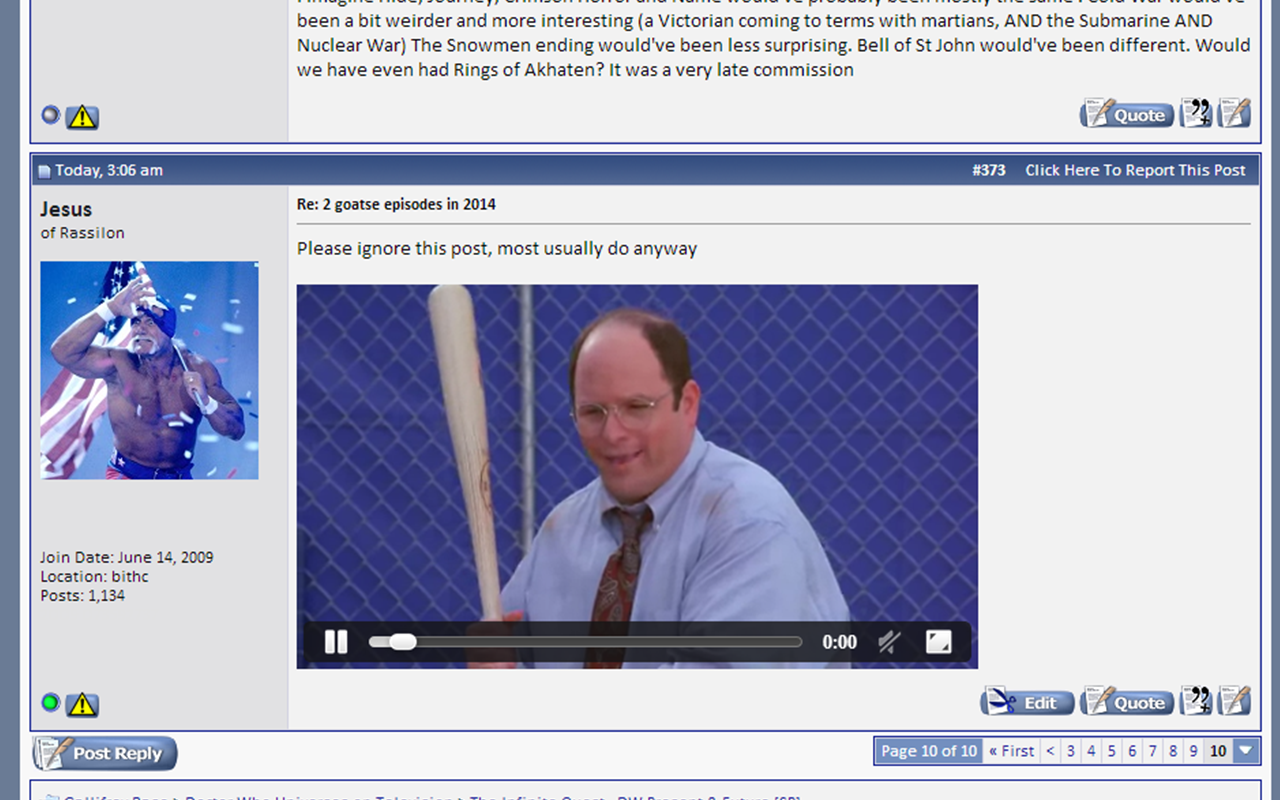 been a bit weirder and more interesting (a Victorian coming to terms with martians, AND the Submarine AND
Nuclear War) The Snowmen ending would've been less surprising. Bell of St John would've been different. Would
we have even had Rings of Akhaten? It was a very late commission
Quote
Today, 3:06 am
#373 Click Here To Report This Post
Jesus
of Rassilon
Re: 2 goatse episodes in 2014
Please ignore this post, most usually do anyway
0:00
Join Date: June 14, 2009
Location: bithc
Posts: 1,134
Edit Quote
Post Reply
Page 10 of 10 « First < 3 4 5 6 7 8 9 10